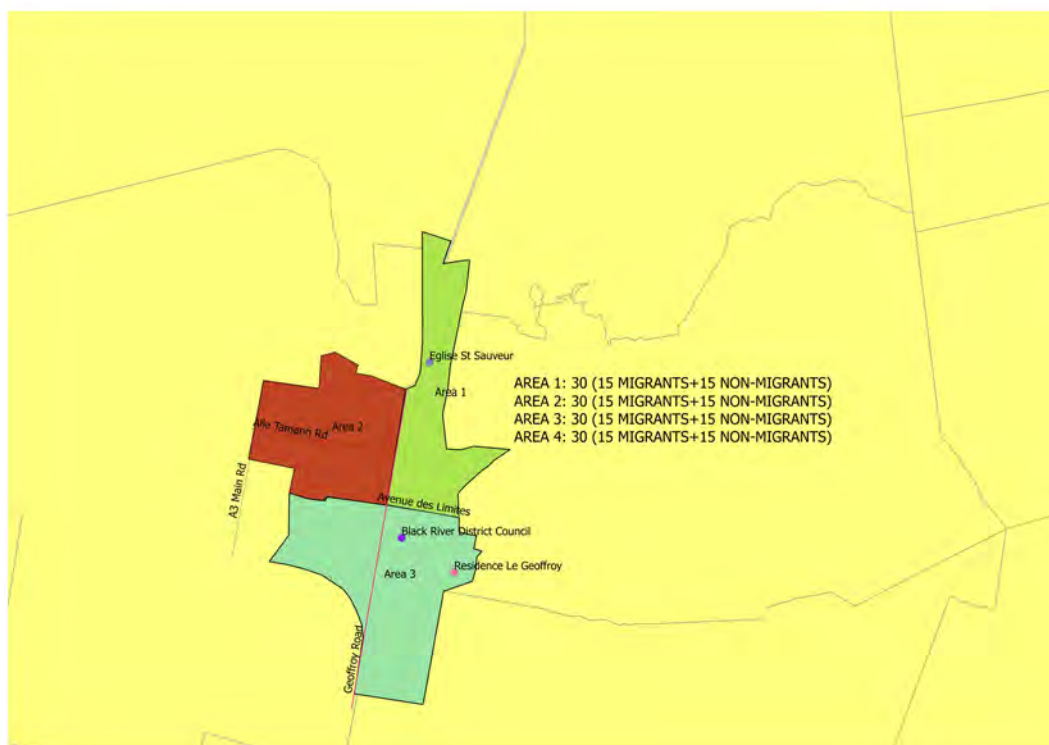 Eglise St Sauveur
Area 1
AREA 1: 30 (15 MIGRANTS+15 NON-MIGRANTS)
AREA 2: 30 (15 MIGRANTS+15 NON-MIGRANTS)
AREA 3: 30 (15 MIGRANTS+15 NON-MIGRANTS)
AREA 4: 30 (15 MIGRANTS+15 NON-MIGRANTS)
Alle Tamarin Rd
Area 2
A3 Main Rd
Avenue des Limites
Black River District Council
Residence Le Geoffroy
Area 3
Geoffroy Road